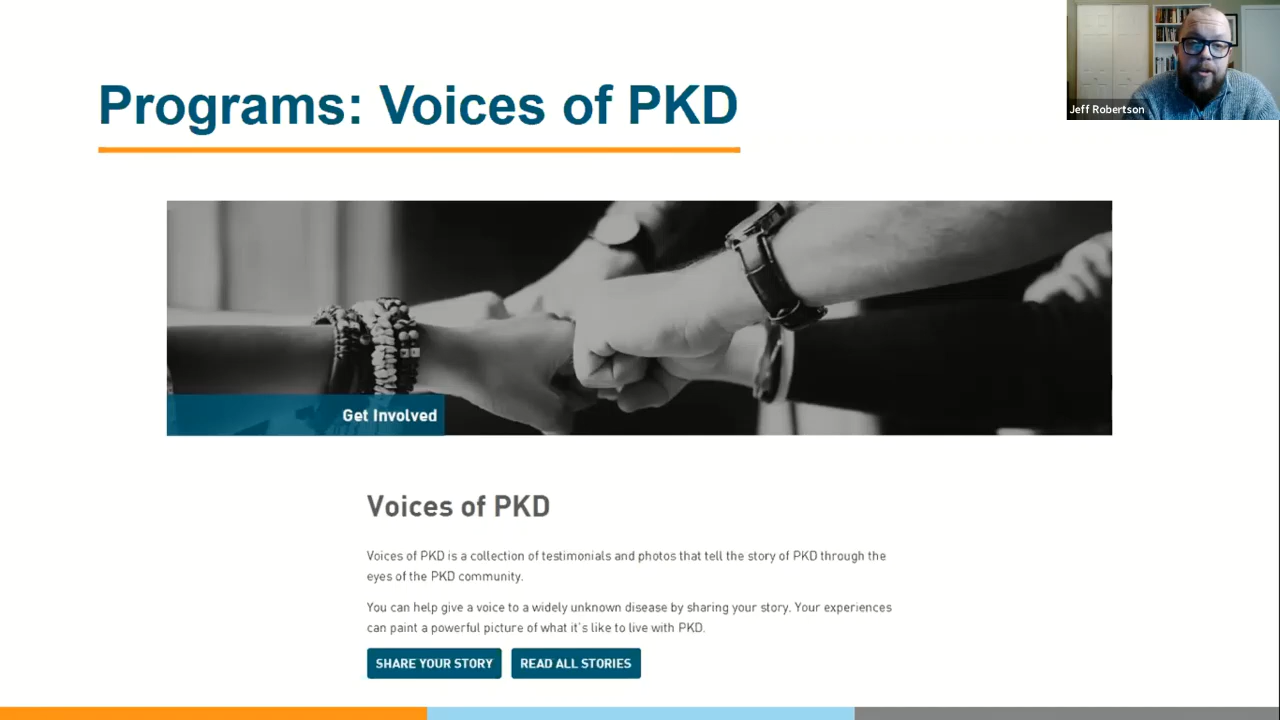 Programs: Voices of PKD
Jeff Robertson
Get Involved
Voices of PKD
Voices of PKD is a collection of testimonials and photos that tell the story of PKD through the
eyes of the PKD community.
You can help give a voice to a widely unknown disease by sharing your story. Your experiences
can paint a powerful picture of what it's like to live with PKD.
SHARE YOUR STORY
READ ALL STORIES